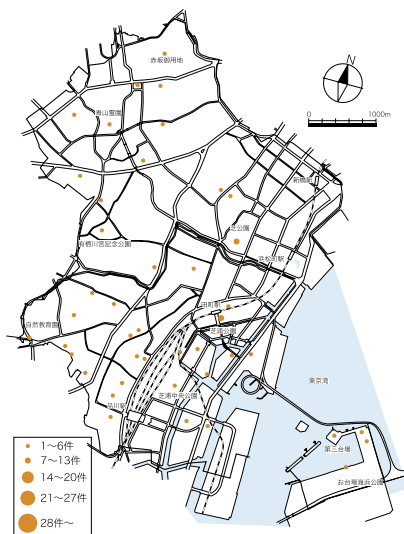 赤坂御用地
N
0 1000m
青山霊園
新橋駅
芝公園
有栖川宮記念公園
浜松町駅
田町駅
自然教育園
芝浦公園
東京湾
芝浦中央公園
品川駅
第三台場
お台場海浜公園
1〜6件
7〜13件
14〜20件
21〜27件
28件〜